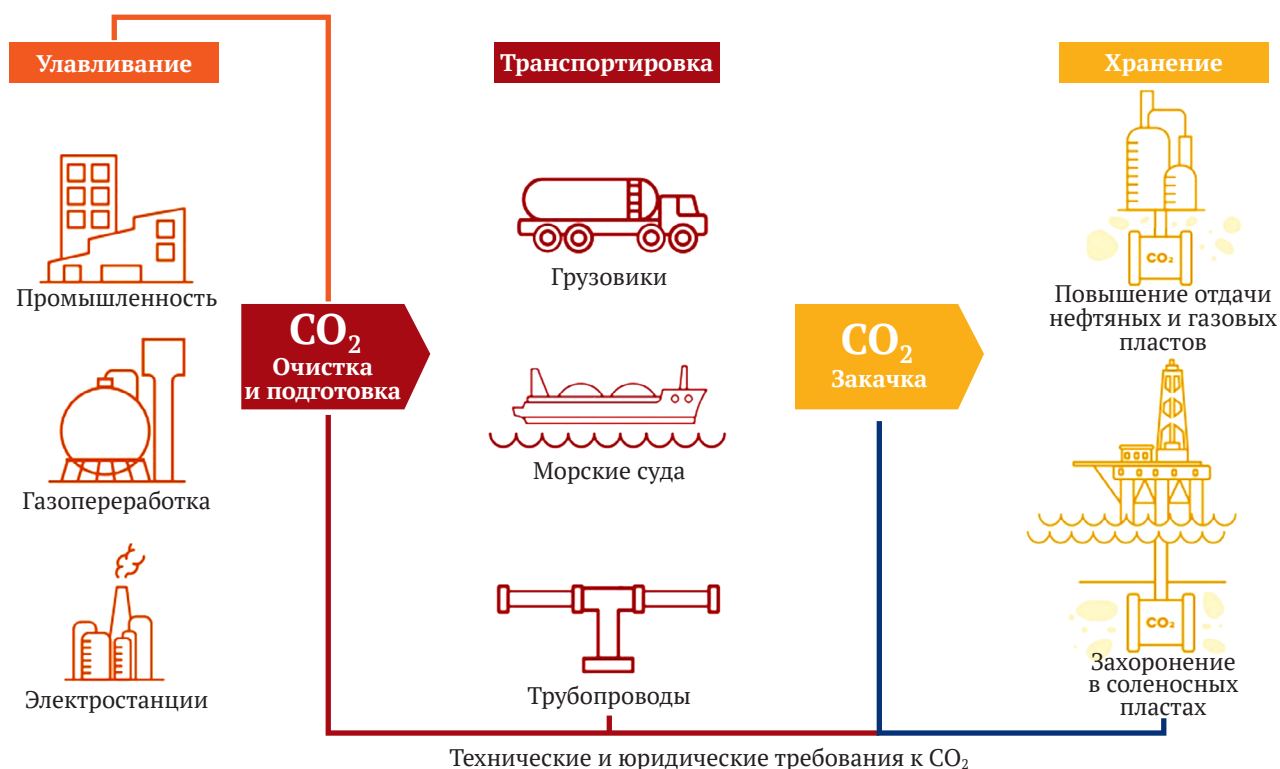 Улавливание
Транспортировка
Хранение
Промышленность
Газопереработка
Электростанции
CO₂
Очистка
и подготовка
Грузовики
Морские суда
Трубопроводы
CO₂
Закачка
CO₂
Повышение отдачи
нефтяных и газовых
пластов
CO₂
Захоронение
в соленосных
пластах
Технические и юридические требования к CO₂